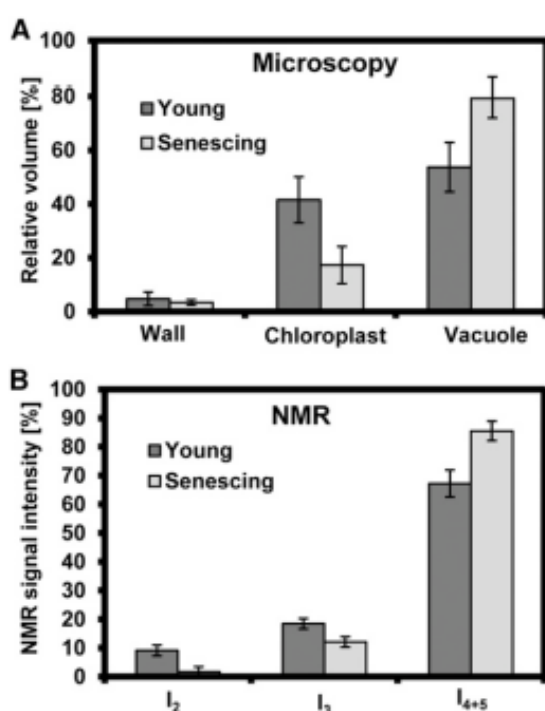 A
Relative volume [%]
100
80
60
40
20
0
Microscopy
Young
Senescing
Wall Chloroplast Vacuole
B
NMR signal intensity [%]
100
90
80
70
60
50
40
30
20
10
0
NMR
Young
Senescing
I2 I3 I4+5